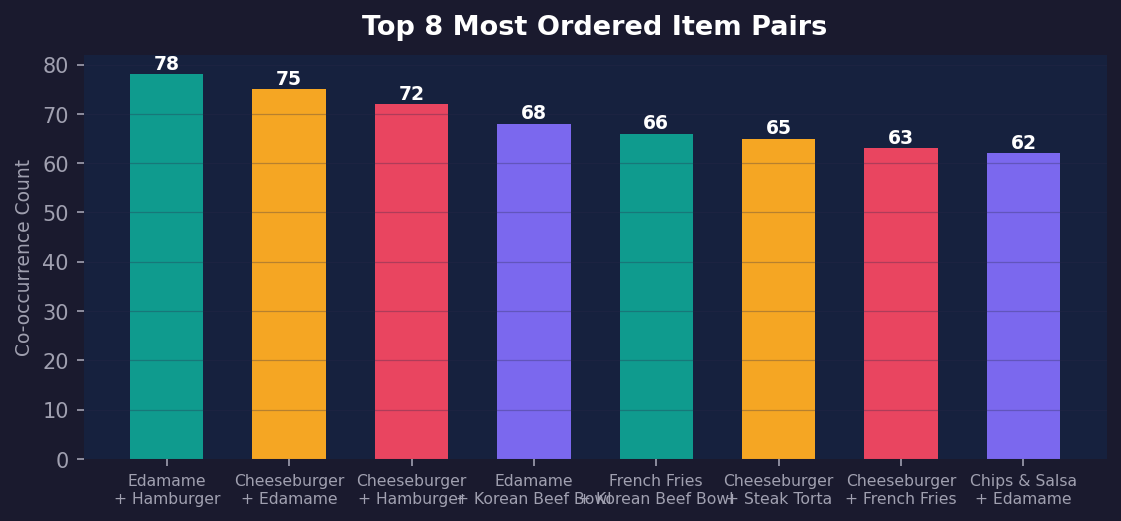 Top 8 Most Ordered Item Pairs
Co-occurrence Count
80
70
60
50
40
30
20
10
0
78
75
72
68
66
65
63
62
Edamame
+ Hamburger
Cheeseburger
+ Edamame
Cheeseburger
+ Hamburger
Edamame
+ Korean Beef Bowl
French Fries
+ Korean Beef Bowl
Cheeseburger
+ Steak Torta
Cheeseburger
+ French Fries
Chips & Salsa
+ Edamame